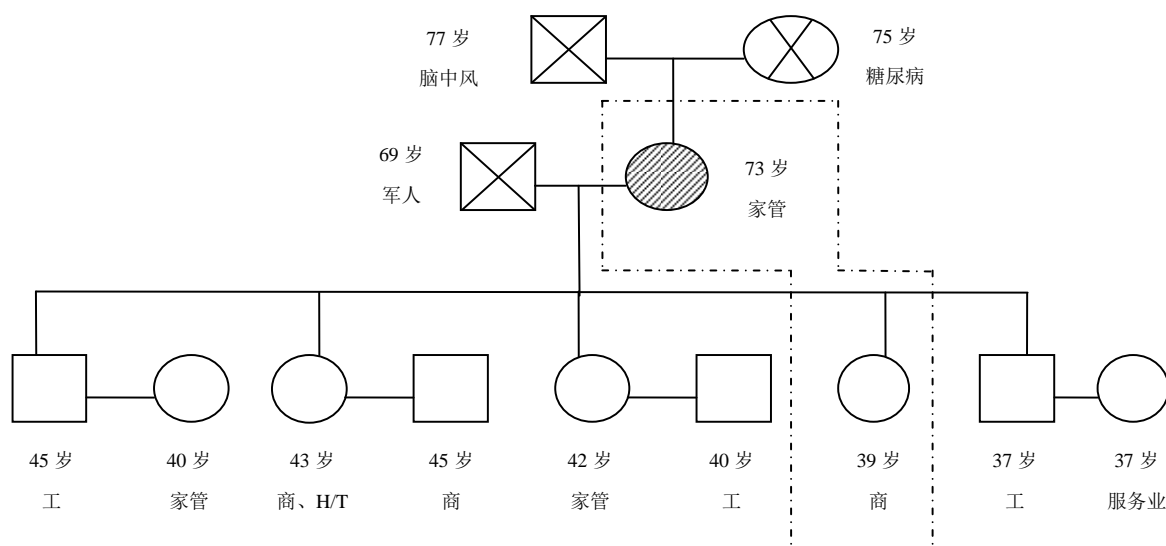 77 岁
脑中风
75 岁
糖尿病
69 岁
军人
73 岁
家管
45 岁
工
40 岁
家管
43 岁
商、H/T
45 岁
商
42 岁
家管
40 岁
工
39 岁
商
37 岁
工
37 岁
服务业